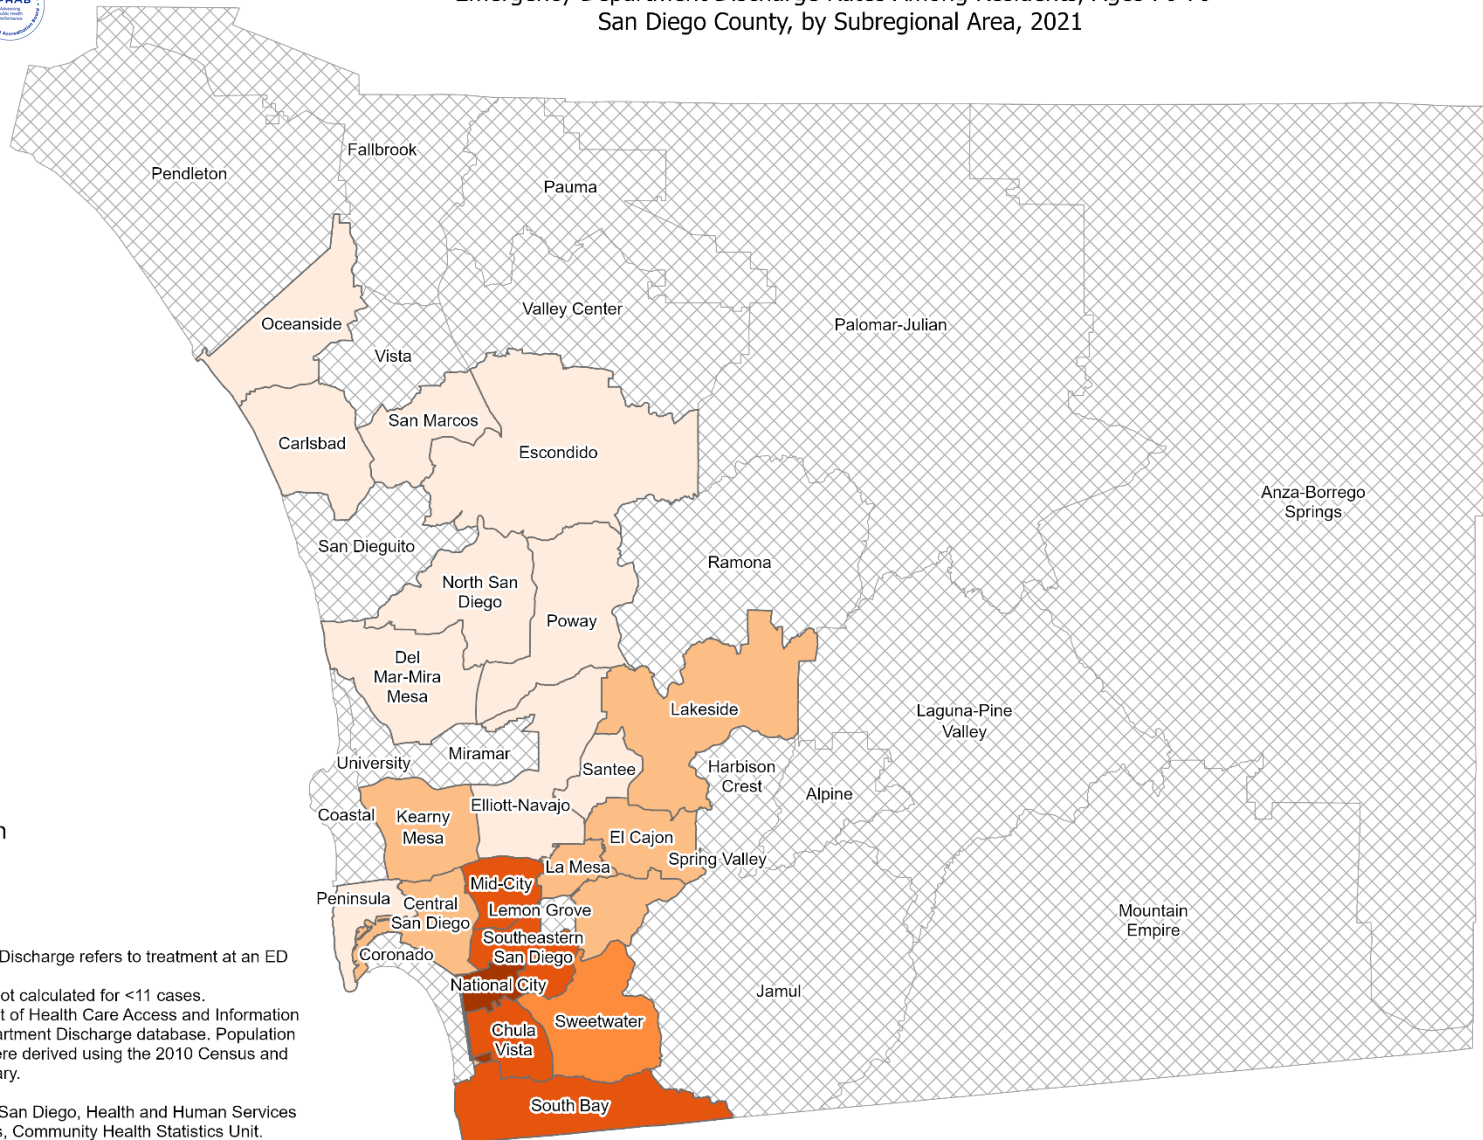 San Diego County, by Subregional Area, 2021
Advancing
public health
performance
Pendleton
Fallbrook
Pauma
Oceanside
Valley Center
Palomar-Julian
Vista
San Marcos
Carlsbad
Escondido
Anza-Borrego
Springs
San Dieguito
Ramona
North San
Diego
Poway
Del
Mar-Mira
Mesa
Lakeside
Laguna-Pine
Valley
Miramar
University
Santee
Harbison
Crest
Alpine
Elliott-Navajo
Coastal
Kearny
Mesa
El Cajon
La Mesa
Spring Valley
Mid-City
Peninsula
Central
San Diego
Lemon Grove
Mountain
Empire
Southeastern
San Diego
Coronado
National City
Jamul
Chula
Vista
Sweetwater
South Bay
n
Discharge refers to treatment at an ED
ot calculated for <11 cases.
t of Health Care Access and Information
artment Discharge database. Population
ere derived using the 2010 Census and
ary.
San Diego, Health and Human Services
s, Community Health Statistics Unit.